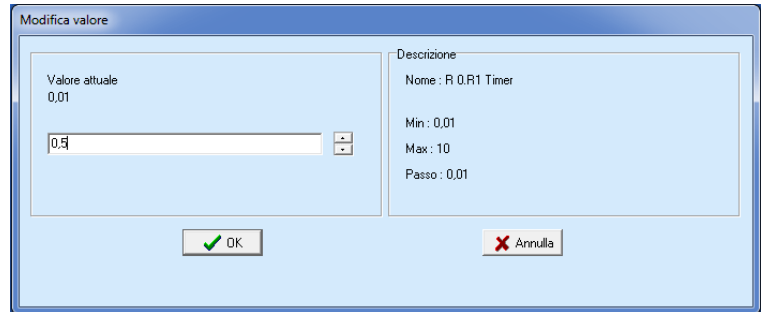 Modifica valore
Valore attuale
0,01
0,5
Descrizione
Nome : R 0.R1 Timer
Min : 0,01
Max : 10
Passo : 0,01
OK
Annulla